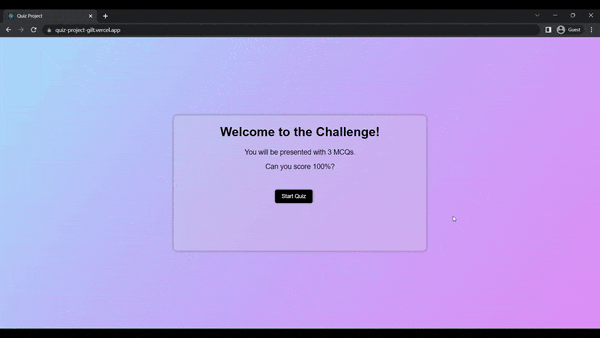 Quiz Project
quiz-project-gilt.vercel.app
Guest
Welcome to the Challenge!
You will be presented with 3 MCQs.
Can you score 100%?
Start Quiz